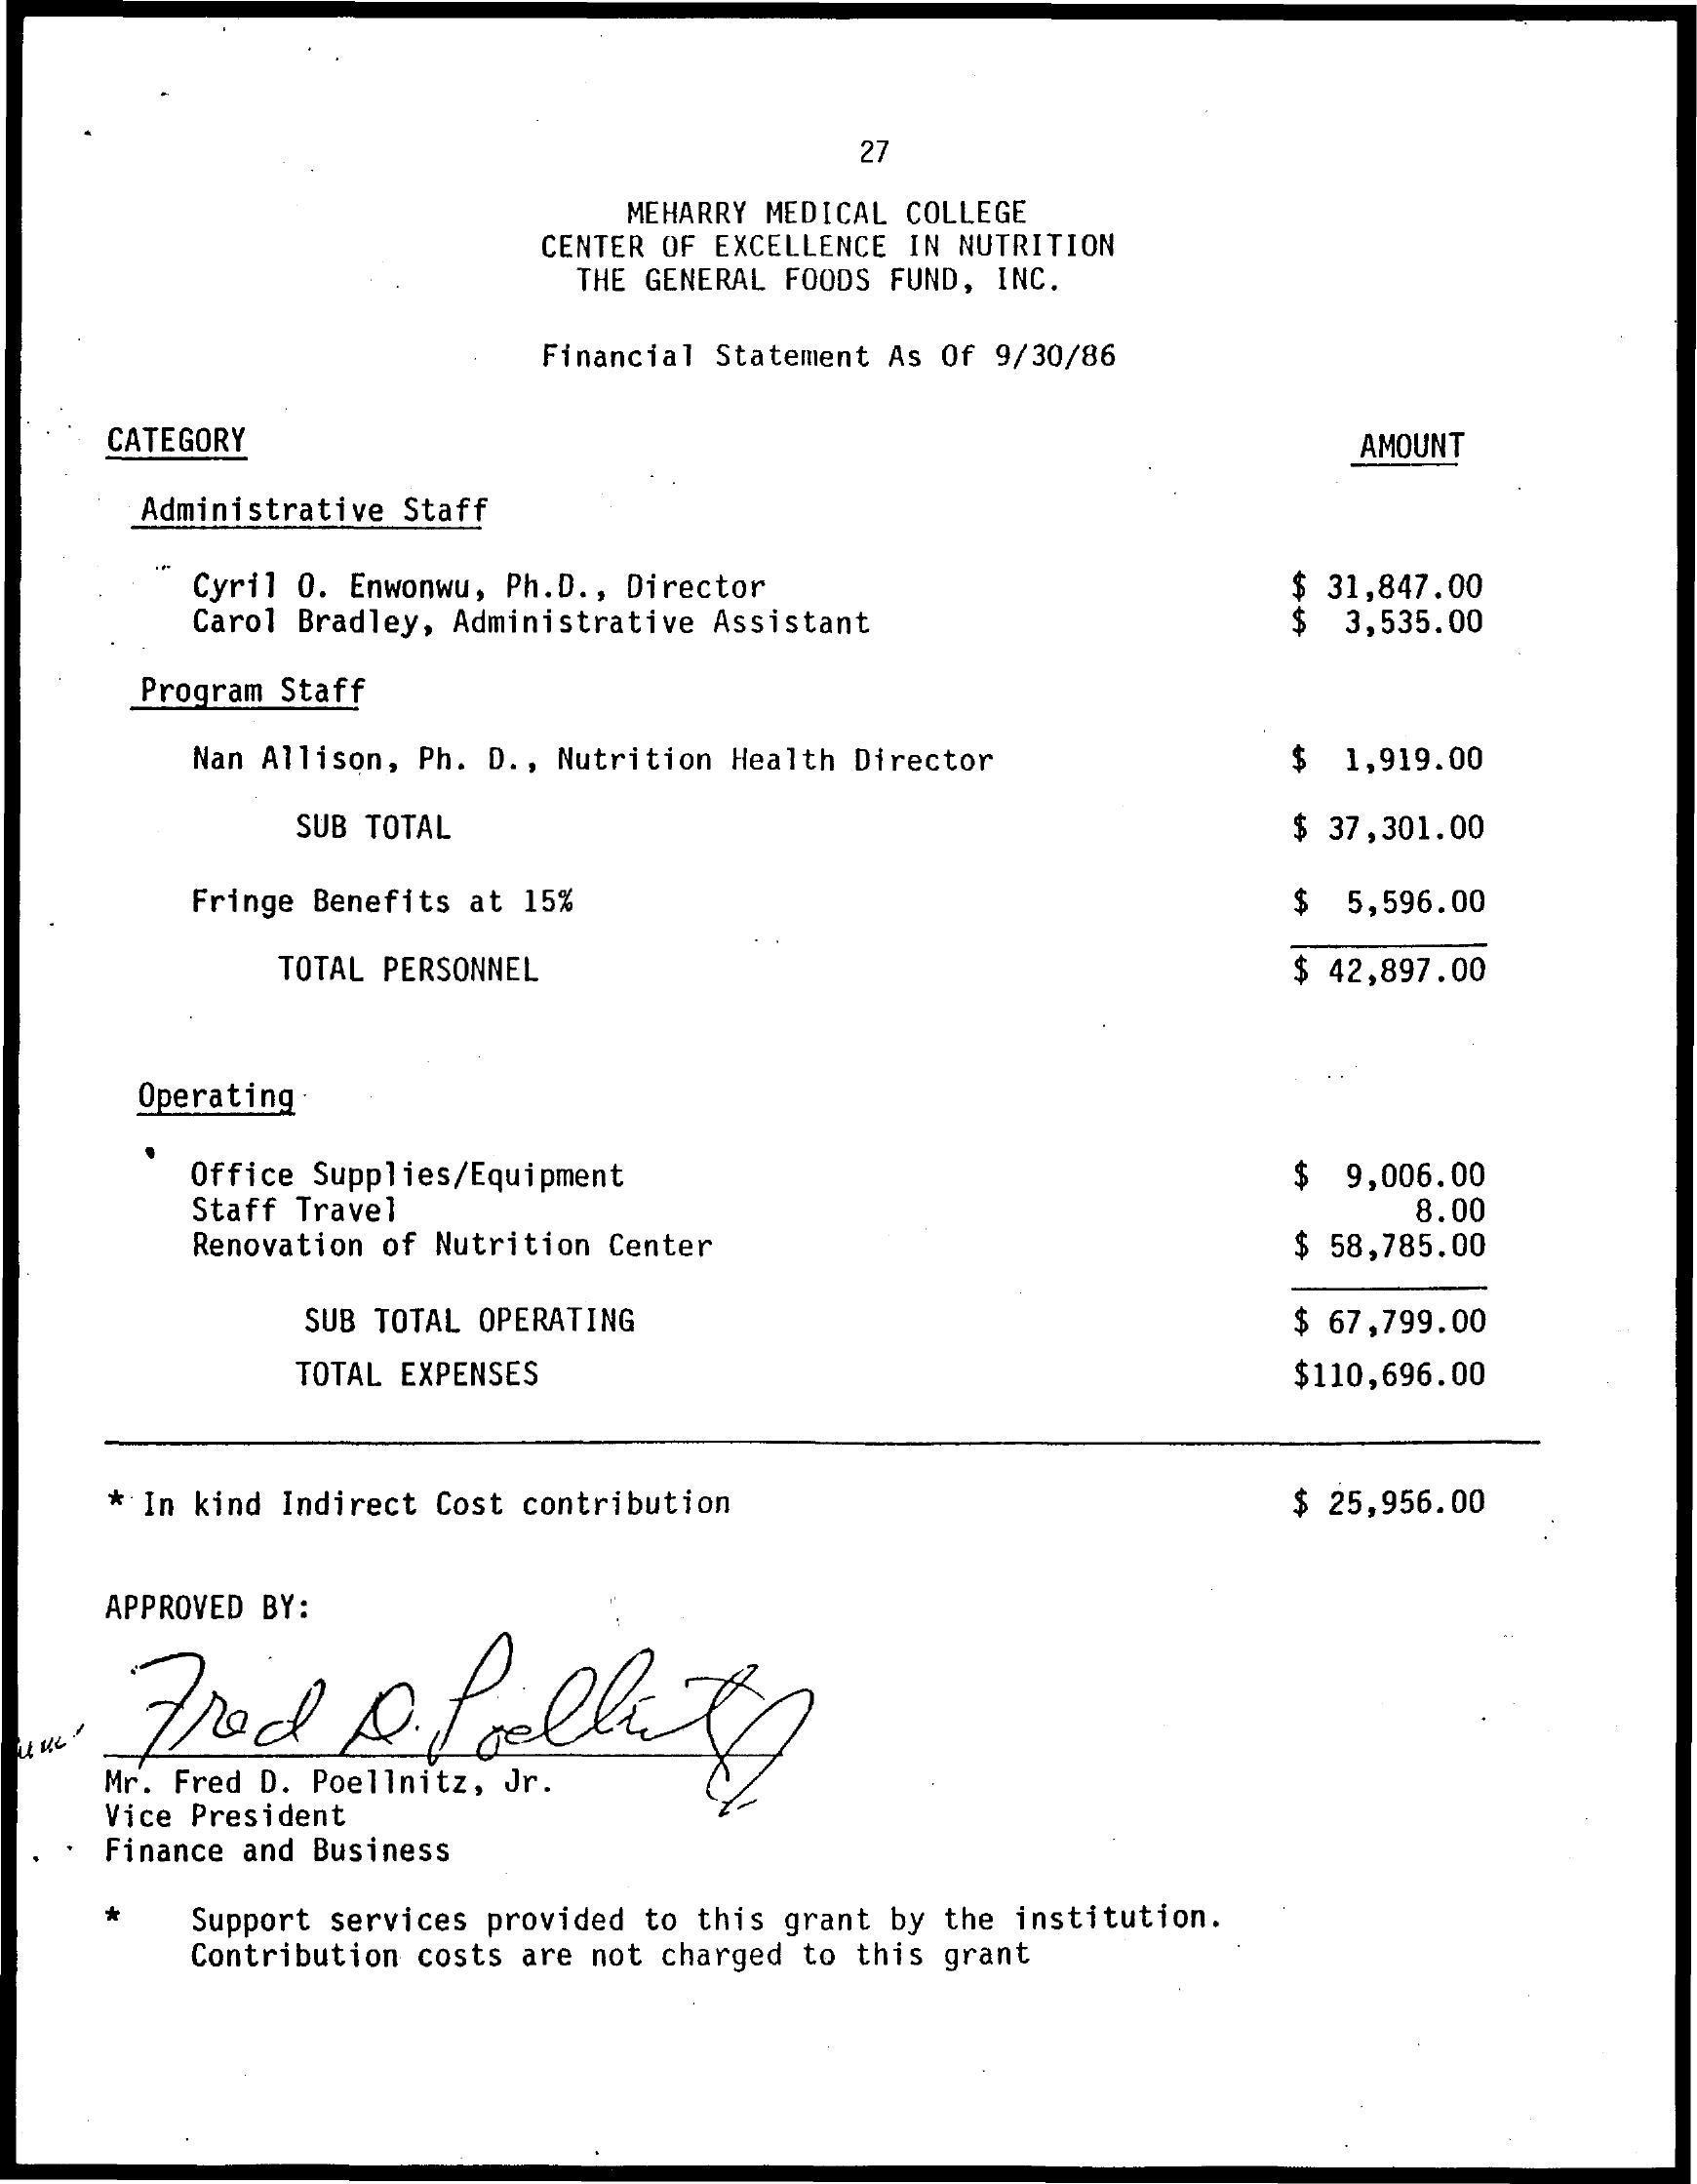 27
MEHARRY MEDICAL COLLEGE
CENTER OF EXCELLENCE IN NUTRITION
THE GENERAL FOODS FUND, INC.
Financial Statement As Of 9/30/86
CATEGORY AMOUNT
Administrative Staff
Cyril O. Enwonwu, Ph.D., Director $ 31,847.00
Carol Bradley, Administrative Assistant $ 3,535.00
Program Staff
Nan Allison, Ph. D., Nutrition Health Director $ 1,919.00
SUB TOTAL $ 37,301.00
Fringe Benefits at 15% $ 5,596.00
TOTAL PERSONNEL $ 42,897.00
Operating
Office Supplies/Equipment $ 9,006.00
Staff Travel 8.00
Renovation of Nutrition Center $ 58,785.00
SUB TOTAL OPERATING $ 67,799.00
TOTAL EXPENSES $110,696.00
* In kind Indirect Cost contribution $ 25,956.00
APPROVED BY:
Fred D. Poellnitz
Mr. Fred D. Poellnitz, Jr.
Vice President
Finance and Business
* Support services provided to this grant by the institution.
Contribution costs are not charged to this grant